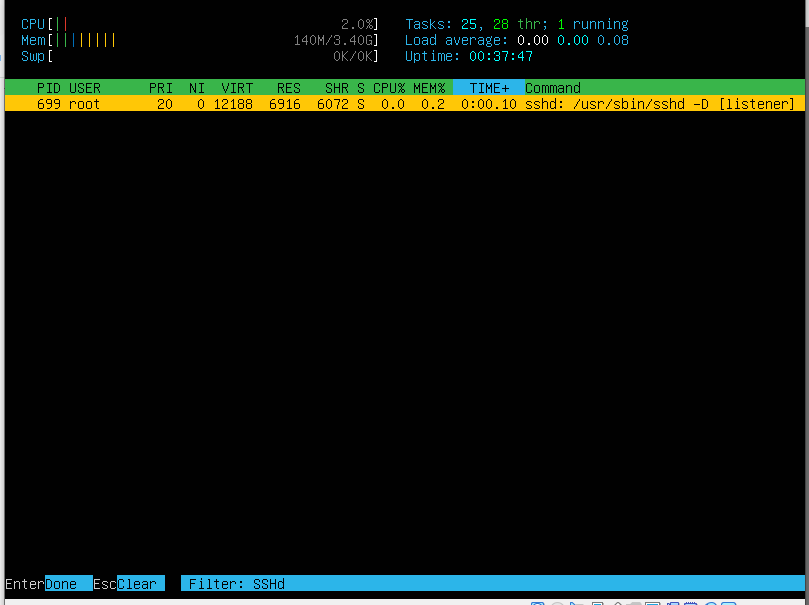 CPU[|| 2.0%] Tasks: 25, 28 thr; 1 running
Mem[|||||||| 140M/3.40G] Load average: 0.00 0.00 0.08
Swp[ 0K/0K] Uptime: 00:37:47
PID USER PRI NI VIRT RES SHR S CPU% MEM% TIME+ Command
699 root 20 0 12188 6916 6072 S 0.0 0.2 0:00.10 sshd: /usr/sbin/sshd -D [listener]
EnterDone EscClear Filter: SSHd